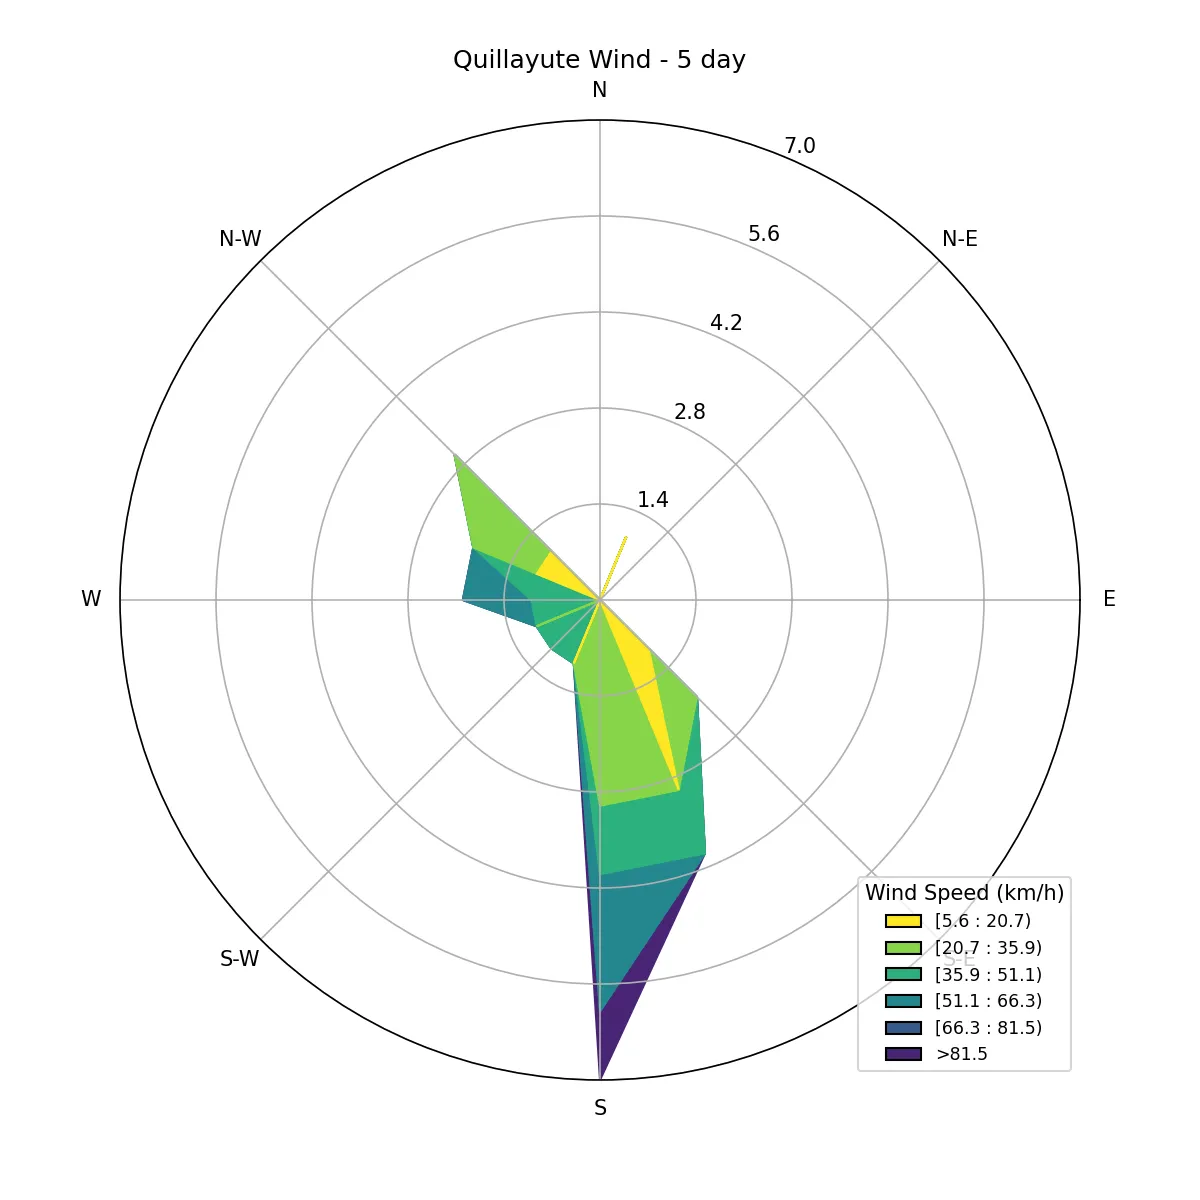 Quillayute Wind - 5 day
N
7.0
N-W
5.6
N-E
4.2
2.8
1.4
W
E
S-W
S-E
S
Wind Speed (km/h)
[5.6 : 20.7)
[20.7 : 35.9)
[35.9 : 51.1)
[51.1 : 66.3)
[66.3 : 81.5)
>81.5